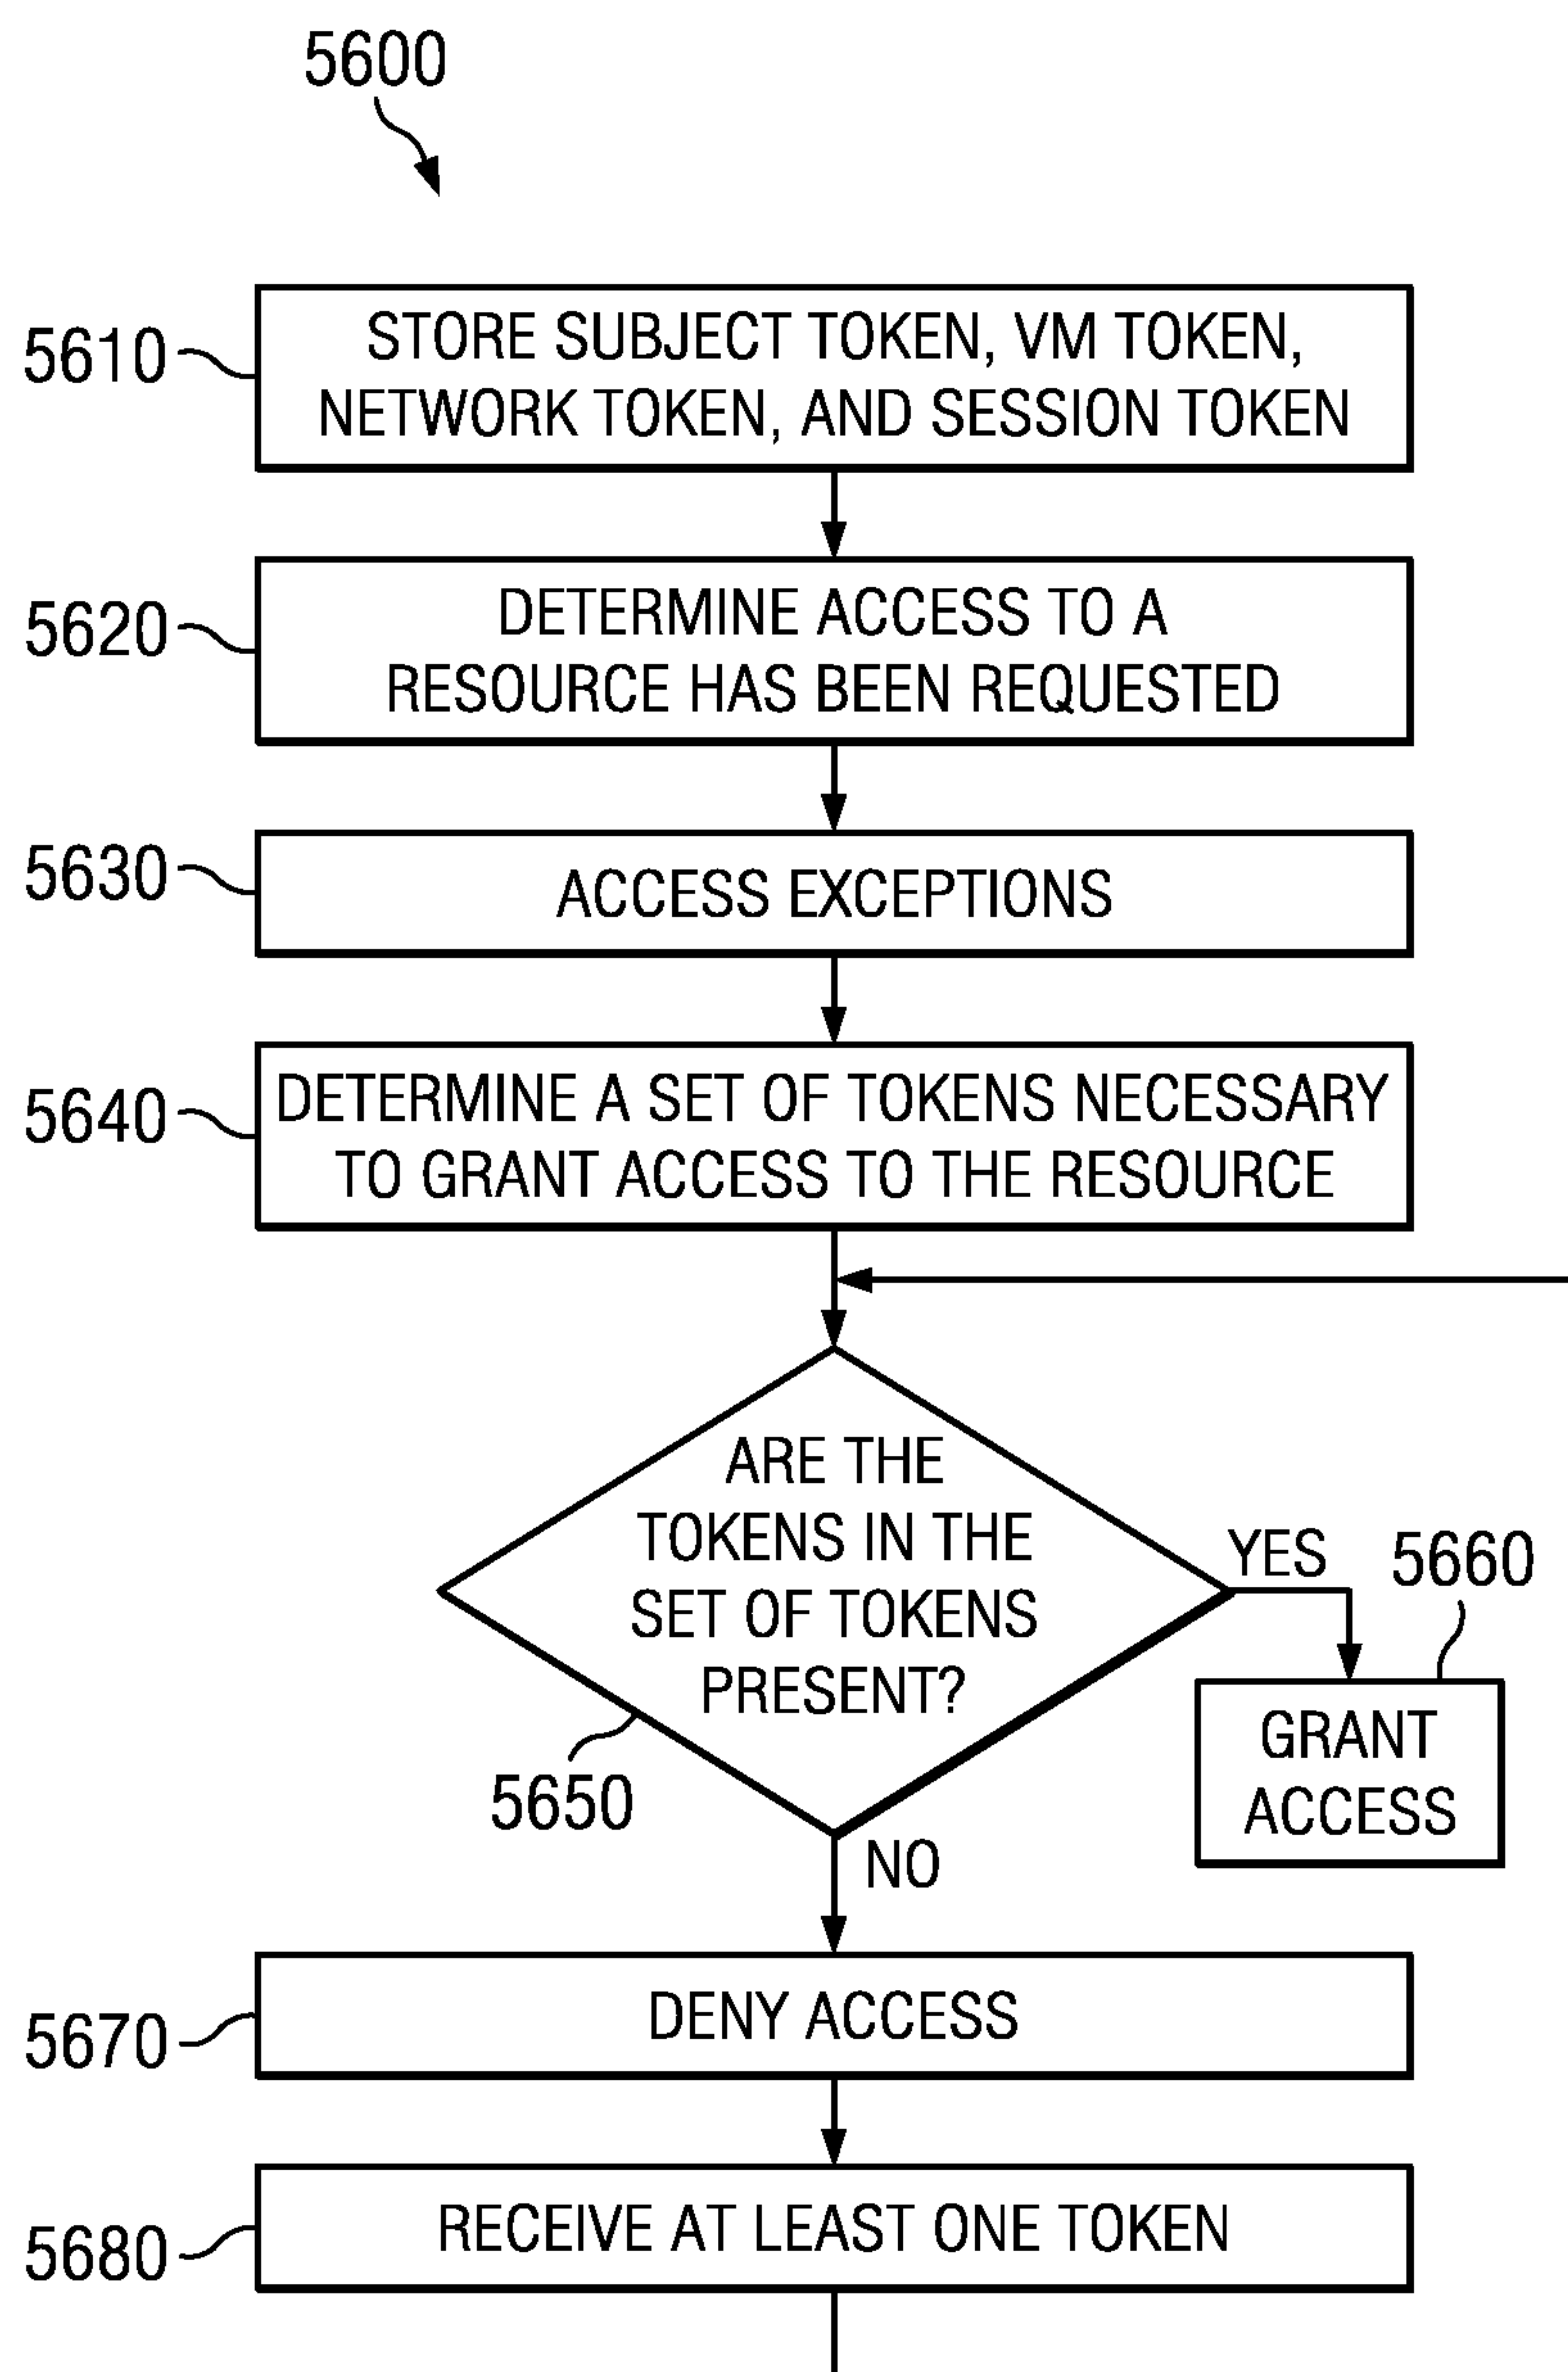 5600
5610
STORE SUBJECT TOKEN, VM TOKEN,
NETWORK TOKEN, AND SESSION TOKEN
5620
DETERMINE ACCESS TO A
RESOURCE HAS BEEN REQUESTED
5630
ACCESS EXCEPTIONS
5640
DETERMINE A SET OF TOKENS NECESSARY
TO GRANT ACCESS TO THE RESOURCE
ARE THE
TOKENS IN THE
SET OF TOKENS
PRESENT?
5650
YES
5660
GRANT
ACCESS
NO
5670
DENY ACCESS
5680
RECEIVE AT LEAST ONE TOKEN